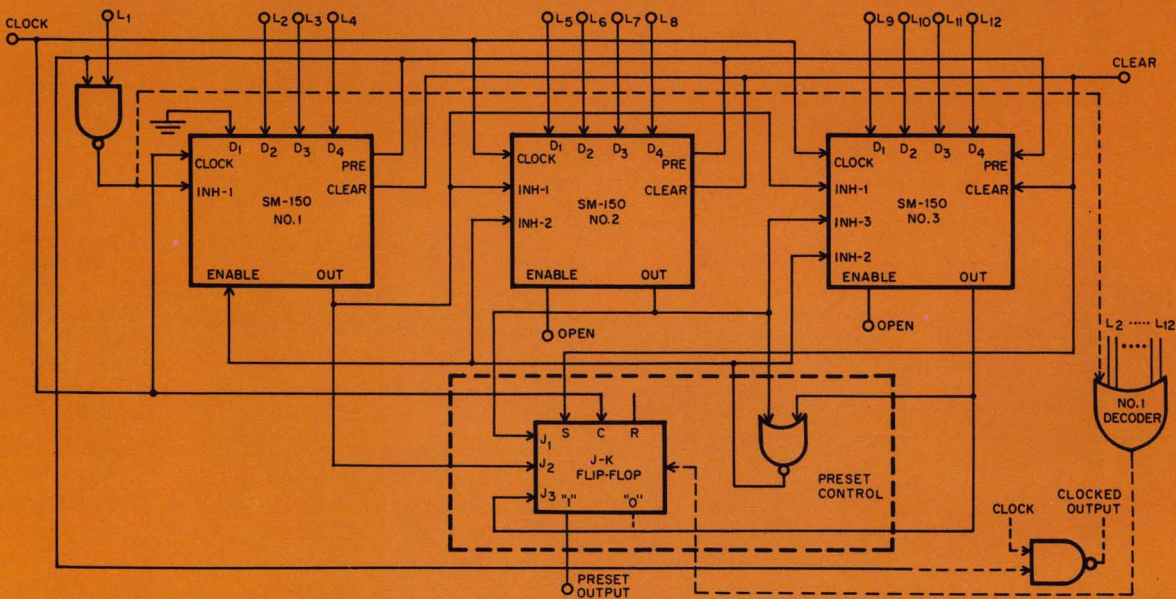 CLOCK
L1
L2 L3 L4
L5 L6 L7 L8
L9 L10 L11 L12
CLEAR
D1 D2 D3 D4
CLOCK
PRE
INH-1
CLEAR
SM-150
NO.1
ENABLE OUT
D1 D2 D3 D4
CLOCK
PRE
INH-1
CLEAR
SM-150
NO.2
INH-2
ENABLE OUT
OPEN
D1 D2 D3 D4
CLOCK
PRE
INH-1
CLEAR
SM-150
NO.3
INH-3
INH-2
ENABLE OUT
OPEN
L2 ..... L12
NO.1
DECODER
S C R
J1
J2
J3
J-K
FLIP-FLOP
"1" "0"
PRESET
CONTROL
PRESET
OUTPUT
CLOCK
CLOCKED
OUTPUT